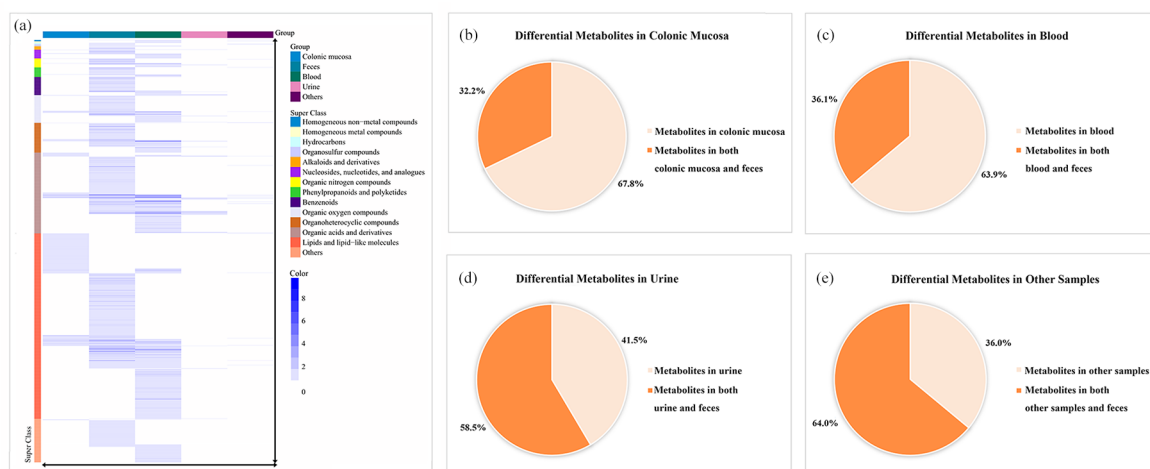 (a)
Group
Group
Colonic mucosa
Feces
Blood
Urine
Others
Super Class
Homogeneous non-metal compounds
Homogeneous metal compounds
Hydrocarbons
Organosulfur compounds
Alkaloids and derivatives
Nucleosides, nucleotides, and analogues
Organic nitrogen compounds
Phenylpropanoids and polyketides
Benzenoids
Organic oxygen compounds
Organoheterocyclic compounds
Organic acids and derivatives
Lipids and lipid−like molecules
Others
Color
8
6
4
2
0
Super Class
(b)
Differential Metabolites in Colonic Mucosa
32.2%
67.8%
Metabolites in colonic mucosa
Metabolites in both
colonic mucosa and feces
(c)
Differential Metabolites in Blood
36.1%
63.9%
Metabolites in blood
Metabolites in both
blood and feces
(d)
Differential Metabolites in Urine
41.5%
58.5%
Metabolites in urine
Metabolites in both
urine and feces
(e)
Differential Metabolites in Other Samples
36.0%
64.0%
Metabolites in other samples
Metabolites in both
other samples and feces